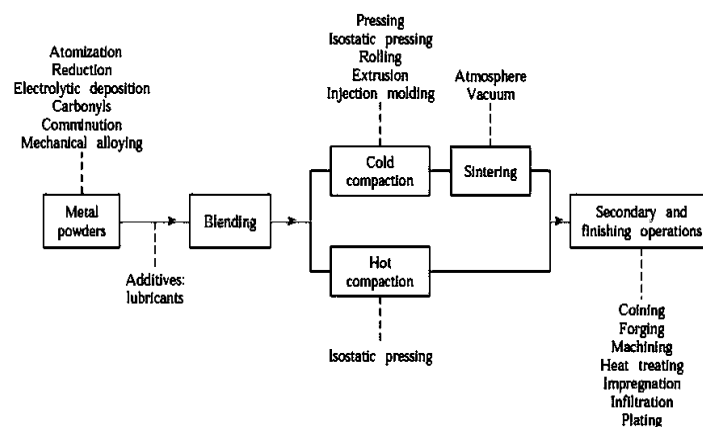 Atomization
Reduction
Electrolytic deposition
Carbonyls
Comminution
Mechanical alloying
Pressing
Isostatic pressing
Rolling
Extrusion
Injection molding
Atmosphere
Vacuum
Metal
powders
Blending
Cold
compaction
Sintering
Hot
compaction
Secondary and
finishing operations
Additives:
lubricants
Isostatic pressing
Coining
Forging
Machining
Heat treating
Impregnation
Infiltration
Plating